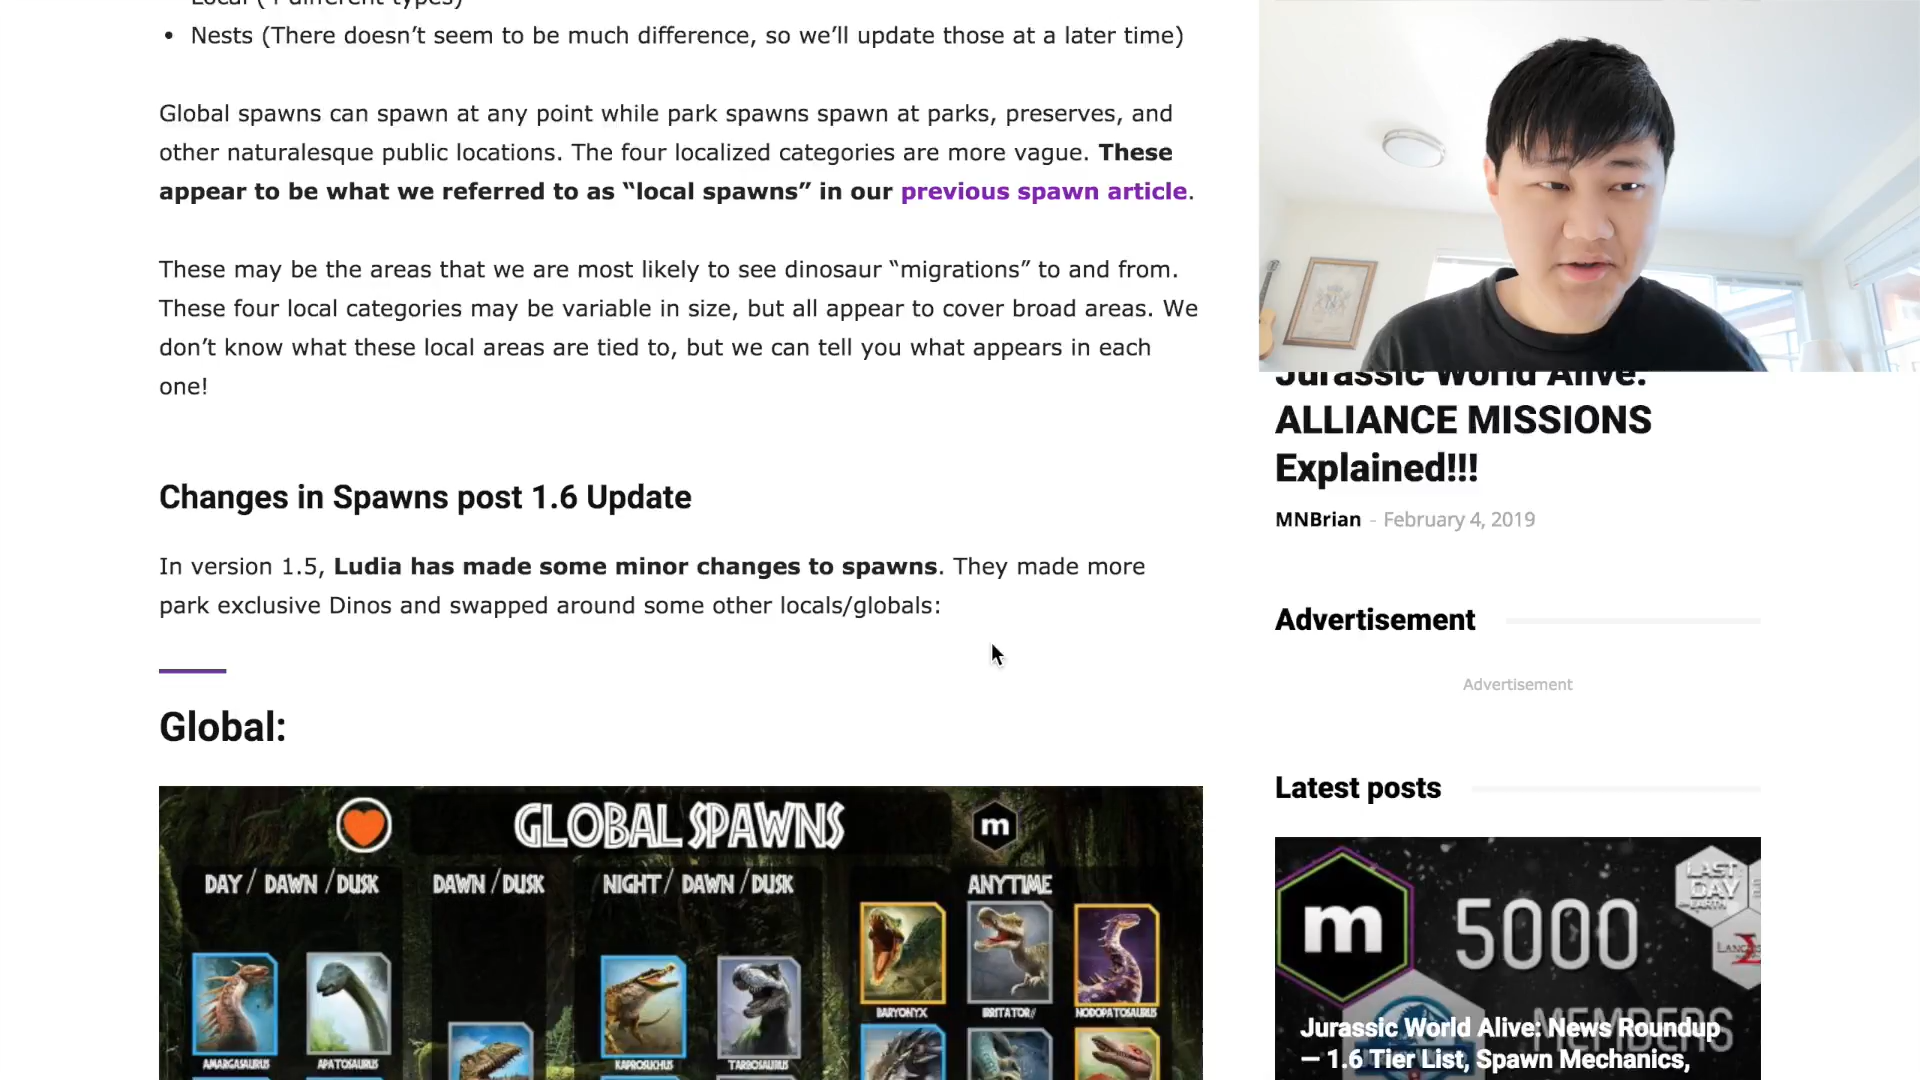 • Nests (There doesn’t seem to be much difference, so we’ll update those at a later time)
Global spawns can spawn at any point while park spawns spawn at parks, preserves, and
other naturalesque public locations. The four localized categories are more vague. These
appear to be what we referred to as “local spawns” in our previous spawn article.
These may be the areas that we are most likely to see dinosaur “migrations” to and from.
These four local categories may be variable in size, but all appear to cover broad areas. We
don’t know what these local areas are tied to, but we can tell you what appears in each
one!
Changes in Spawns post 1.6 Update
In version 1.5, Ludia has made some minor changes to spawns. They made more
park exclusive Dinos and swapped around some other locals/globals:
Global:
GLOBAL SPAWNS
m
DAY / DAWN / DUSK
DAWN / DUSK
NIGHT / DAWN / DUSK
ANYTIME
BARYONYX
IRRITATOR
NODOPATOSAURUS
AMARGASAURUS
APATOSAURUS
KAPROSUCHUS
TARBOSAURUS
Jurassic World Alive:
ALLIANCE MISSIONS
Explained!!!
MNBrian - February 4, 2019
Advertisement
Advertisement
Latest posts
LAST
DAY
EARTH
m
5000
MEMBERS
Jurassic World Alive: News Roundup
— 1.6 Tier List, Spawn Mechanics,